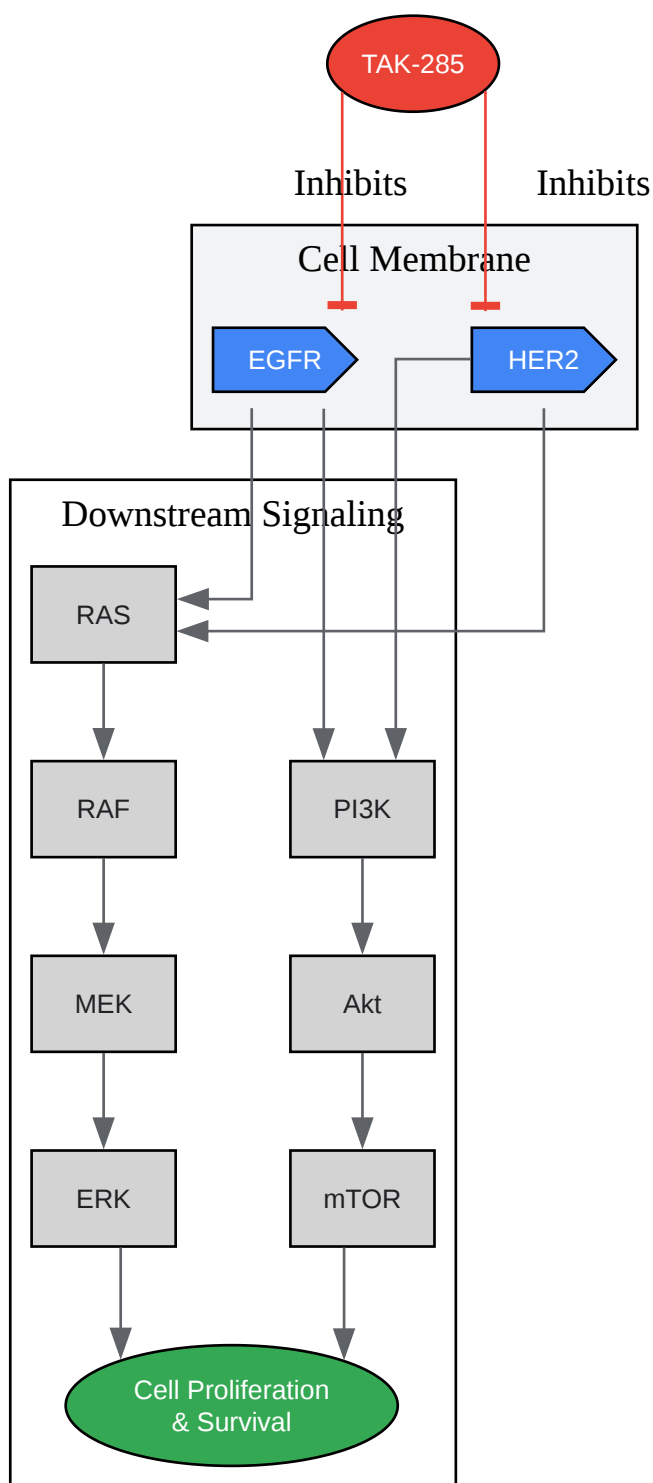 TAK-285
Inhibits
Inhibits
Cell Membrane
EGFR
HER2
Downstream Signaling
RAS
RAF
PI3K
MEK
Akt
ERK
mTOR
Cell Proliferation
& Survival